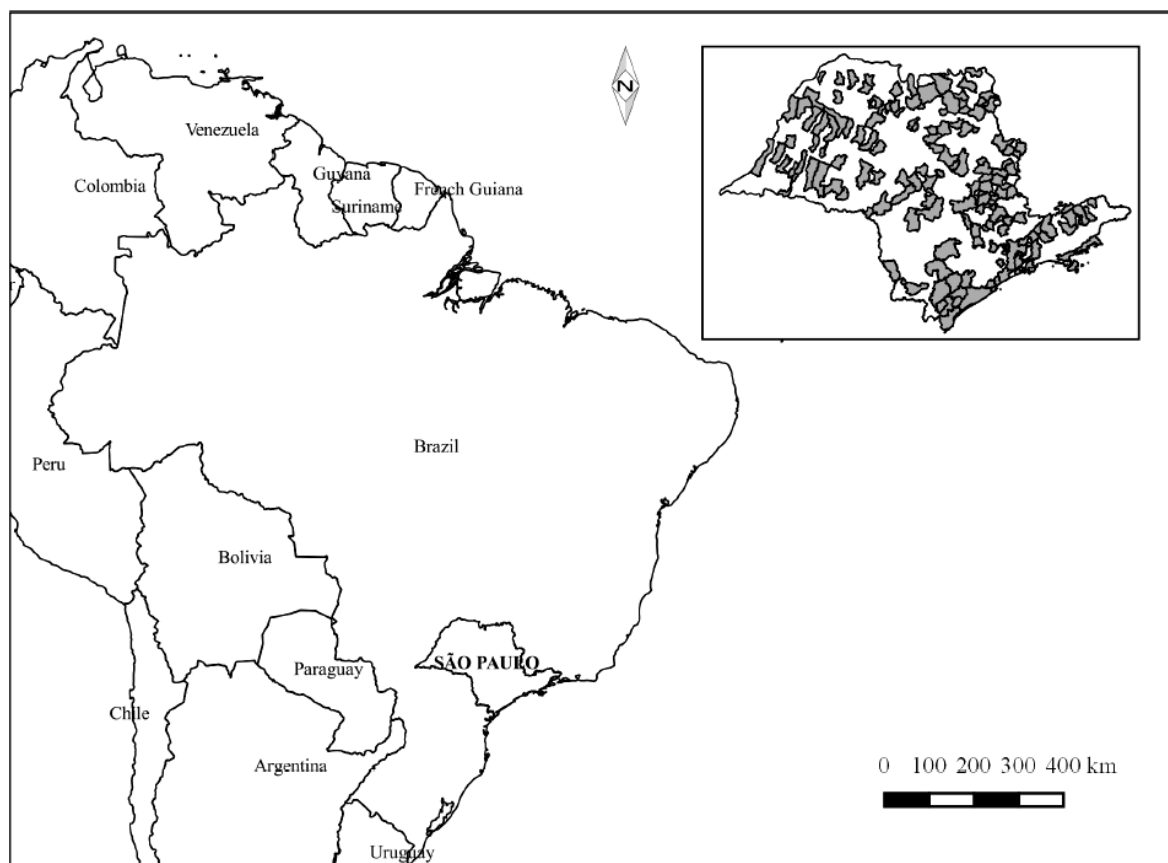 N
Venezuela
Colombia
Guyana
French Guiana
Suriname
Brazil
Peru
Bolivia
SÃO PAULO
Paraguay
Chile
Argentina
0 100 200 300 400 km
Uruguay